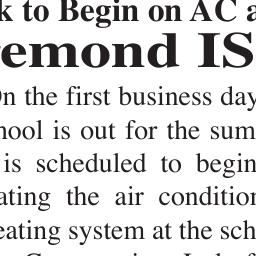 k to Begin on AC a
emond IS
On the first business day
hool is out for the sum
is scheduled to begin
ating the air condition
eating system at the sch